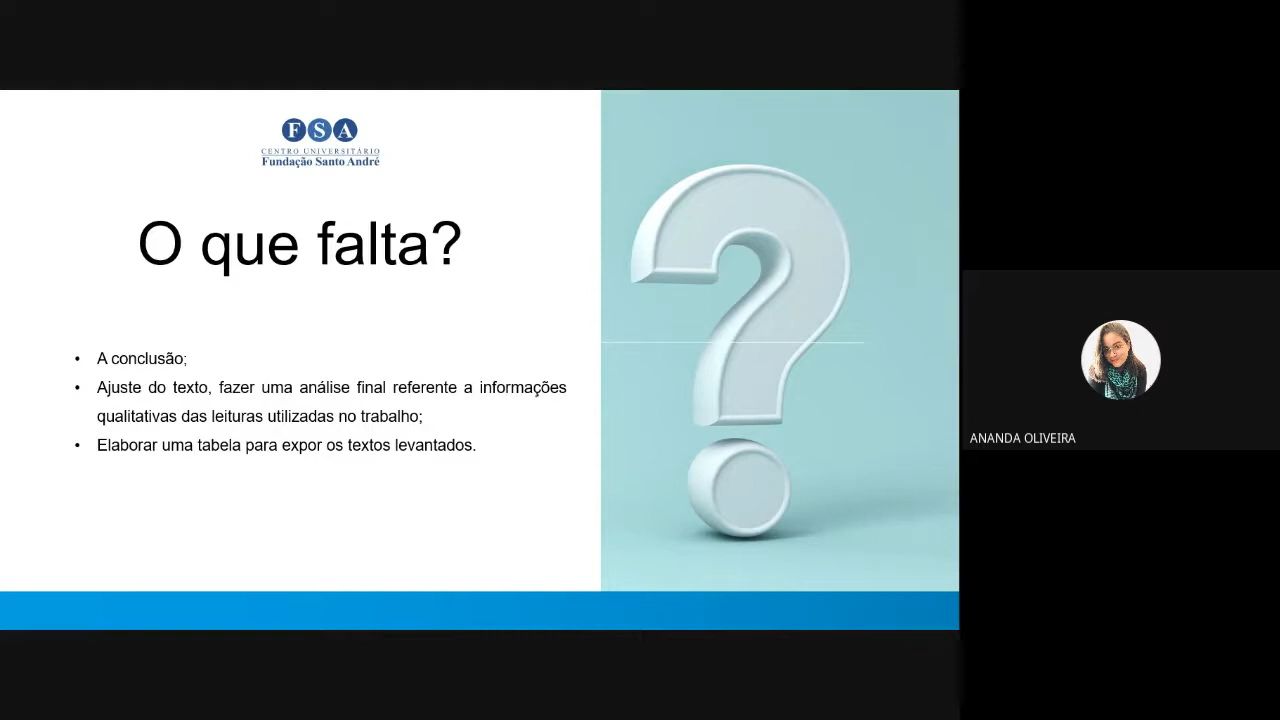 FSA
CENTRO UNIVERSITÁRIO
Fundação Santo André
O que falta?
• A conclusão;
• Ajuste do texto, fazer uma análise final referente a informações
qualitativas das leituras utilizadas no trabalho;
• Elaborar uma tabela para expor os textos levantados.
ANANDA OLIVEIRA